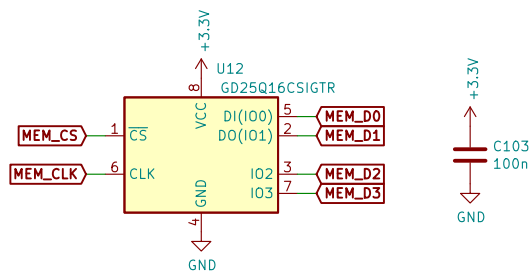 +3.3V
U12
GD25Q16CSIGTR
8
VCC
MEM_CS
1
CS
DI(IO0)
5
MEM_D0
DO(IO1)
2
MEM_D1
MEM_CLK
6
CLK
IO2
3
MEM_D2
IO3
7
MEM_D3
GND
4
GND
+3.3V
C103
100n
GND